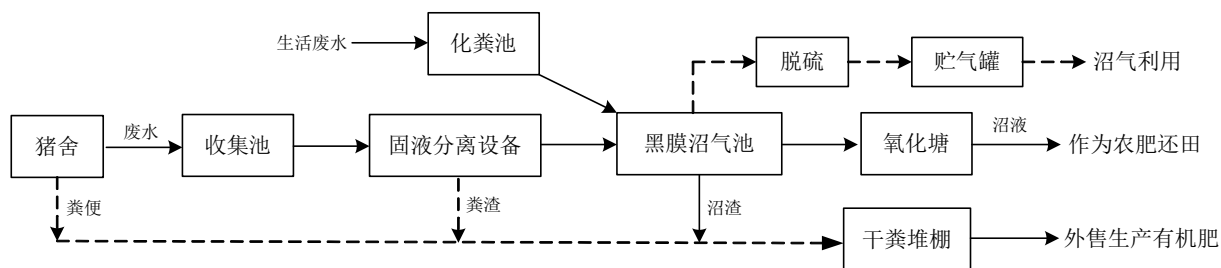 生活废水
化粪池
脱硫
贮气罐
沼气利用
猪舍
废水
收集池
固液分离设备
黑膜沼气池
氧化塘
沼液
作为农肥还田
粪便
粪渣
沼渣
干粪堆棚
外售生产有机肥